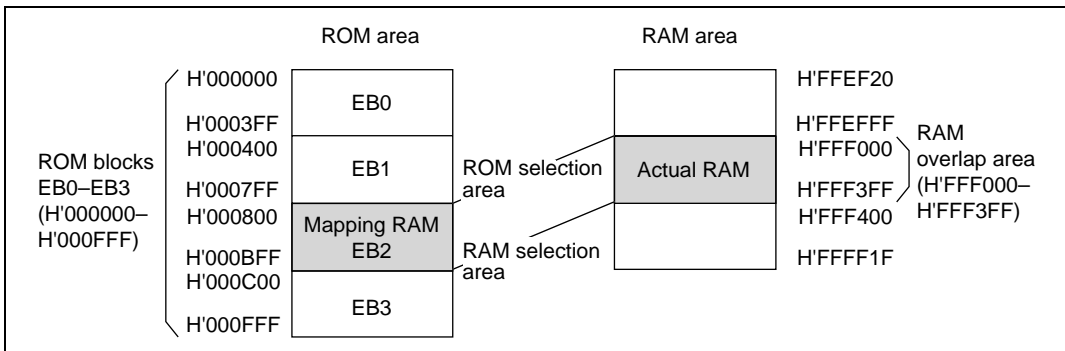 ROM area
RAM area
ROM blocks
EB0–EB3
(H'000000–
H'000FFF)
H'000000
H'0003FF
H'000400
H'0007FF
H'000800
H'000BFF
H'000C00
H'000FFF
EB0
EB1
Mapping RAM
EB2
EB3
ROM selection
area
RAM selection
area
Actual RAM
H'FFEF20
H'FFEFFF
H'FFF000
H'FFF3FF
H'FFF400
H'FFFF1F
RAM
overlap area
(H'FFF000–
H'FFF3FF)